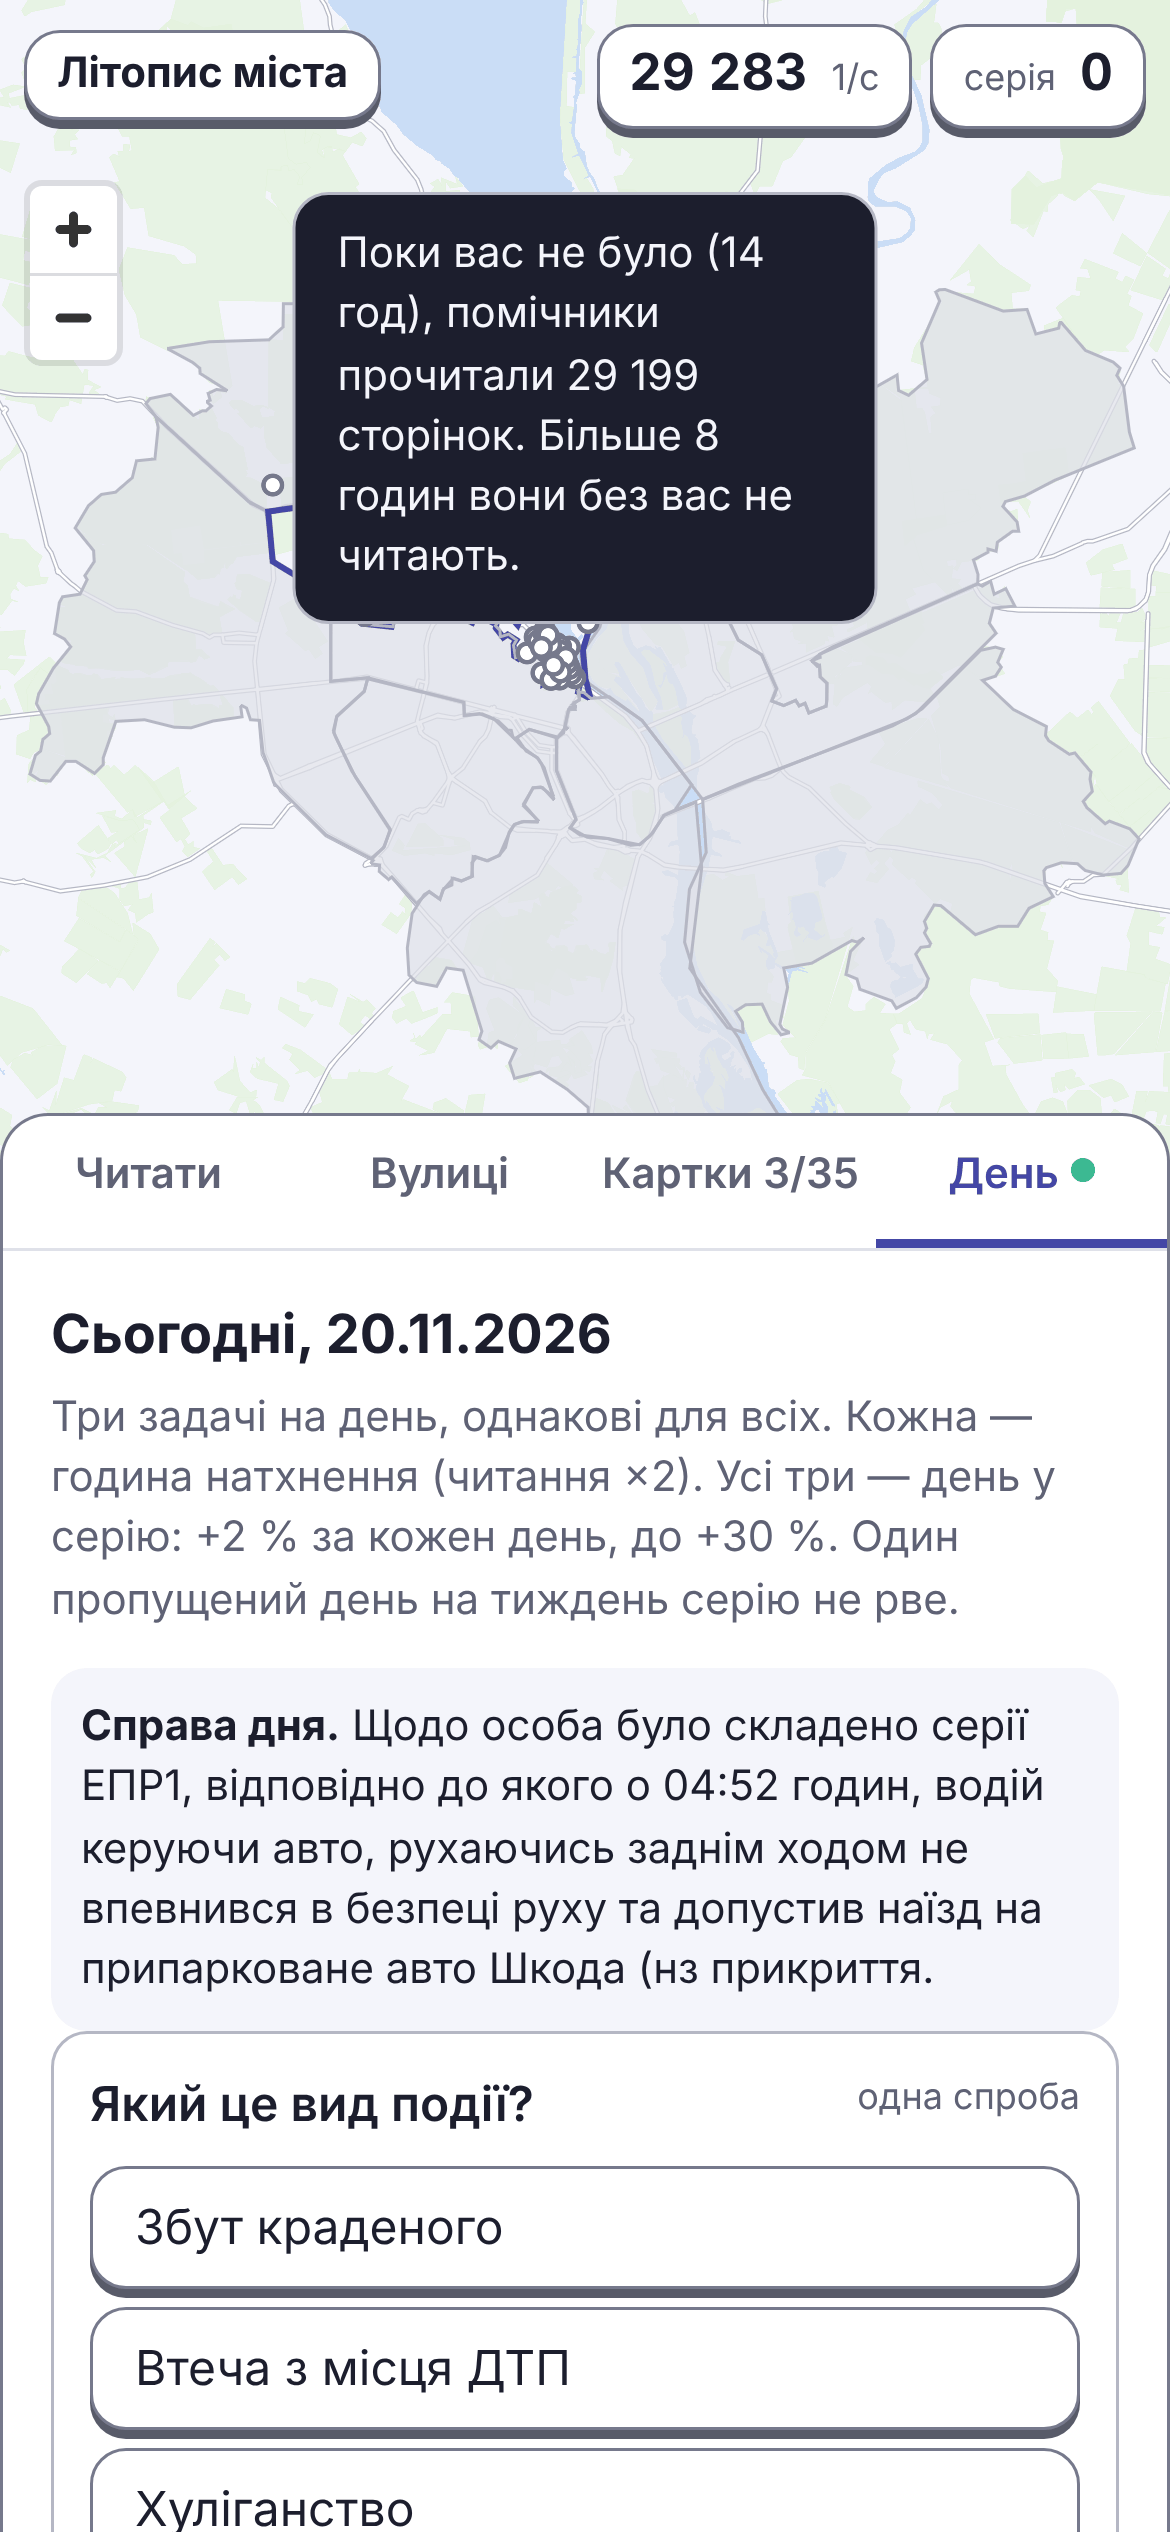 Літопис міста
29 283 1/с
серія 0
+
−
Поки вас не було (14
год), помічники
прочитали 29 199
сторінок. Більше 8
годин вони без вас не
читають.
Читати
Вулиці
Картки 3/35
День
Сьогодні, 20.11.2026
Три задачі на день, однакові для всіх. Кожна —
година натхнення (читання ×2). Усі три — день у
серію: +2 % за кожен день, до +30 %. Один
пропущений день на тиждень серію не рве.
Справа дня. Щодо особа було складено серії
ЕПР1, відповідно до якого о 04:52 годин, водій
керуючи авто, рухаючись заднім ходом не
впевнився в безпеці руху та допустив наїзд на
припарковане авто Шкода (нз прикриття.
Який це вид події?
одна спроба
Збут краденого
Втеча з місця ДТП
Хуліганство